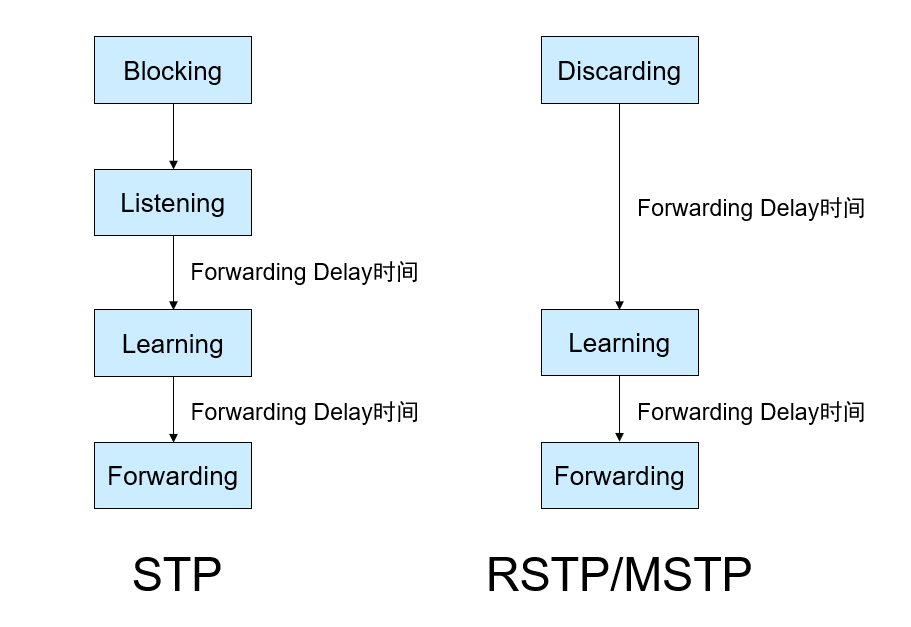 Blocking
Listening
Forwarding Delay时间
Learning
Forwarding Delay时间
Forwarding
STP
Discarding
Forwarding Delay时间
Learning
Forwarding Delay时间
Forwarding
RSTP/MSTP